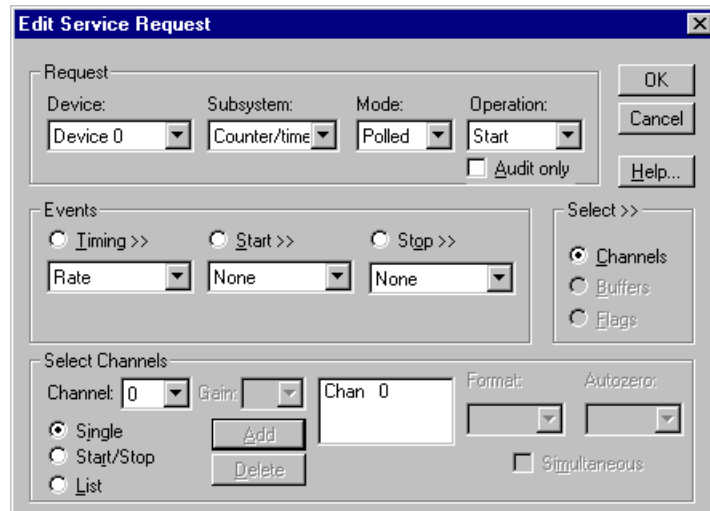 Edit Service Request
Request
Device: Subsystem: Mode: Operation:
Device 0 Counter/time Polled Start
Audit only
OK
Cancel
Help...
Events
Timing >> Start >> Stop >>
Rate None None
Select >>
Channels
Buffers
Flags
Select Channels
Channel: 0 Gain: Chan 0 Format: Autozero:
Single Add
Start/Stop Delete Simultaneous
List